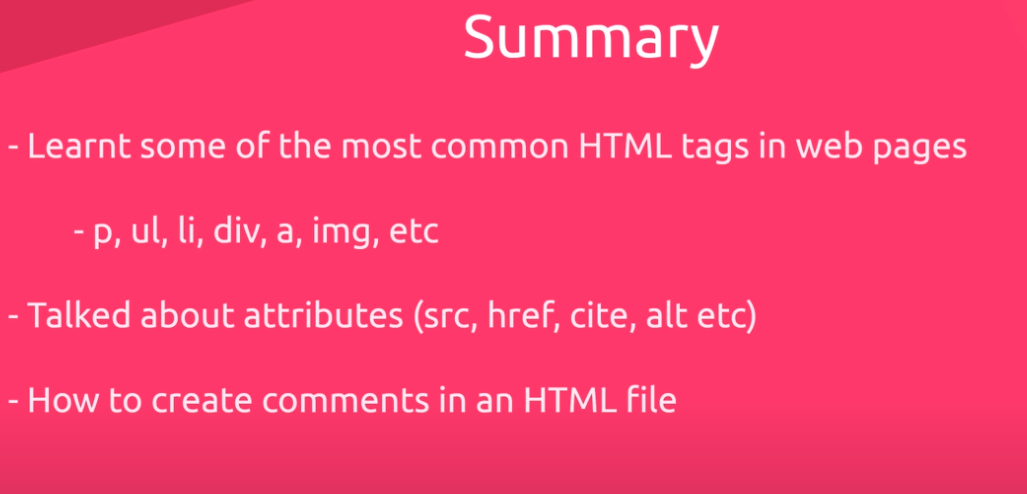 Summary
- Learnt some of the most common HTML tags in web pages
- p, ul, li, div, a, img, etc
- Talked about attributes (src, href, cite, alt etc)
- How to create comments in an HTML file